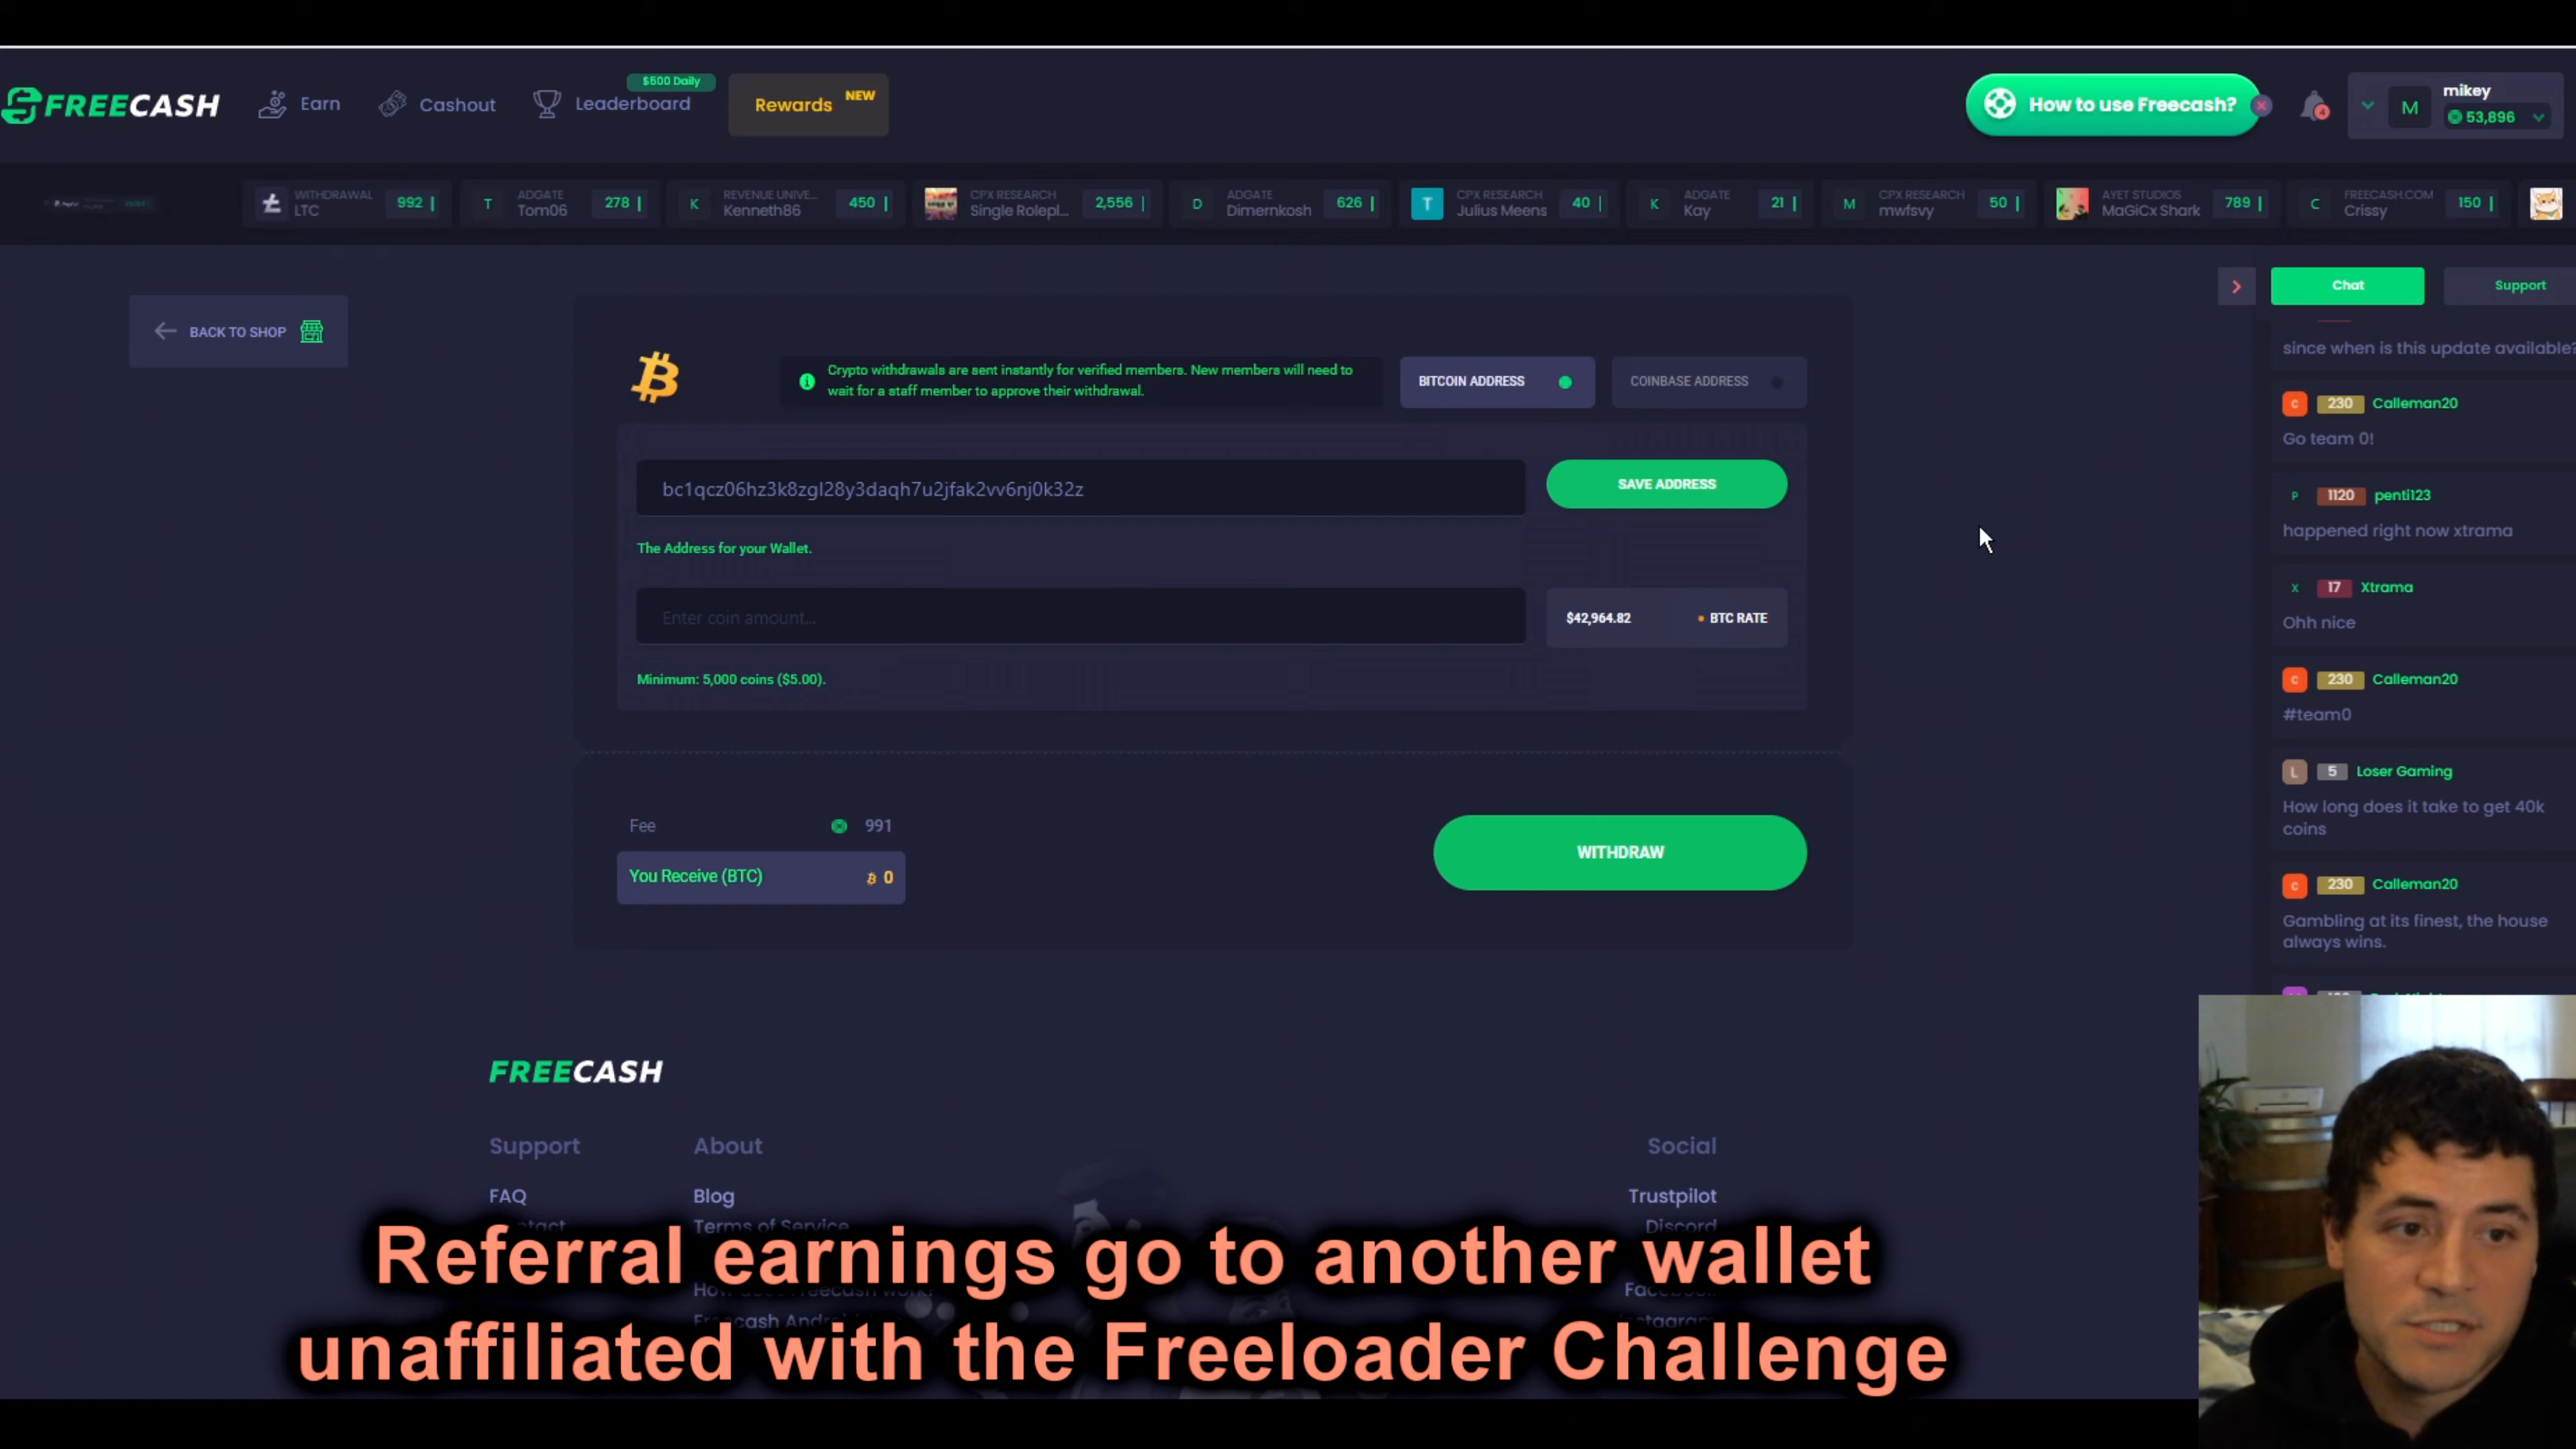 FREECASH
Earn
Cashout
$500 Daily
Leaderboard
Rewards NEW
How to use Freecash?
4
M
mikey
53,896
WITHDRAWAL
LTC
992
T
ADGATE
Tom06
278
K
REVENUE UNIVE...
Kenneth86
450
CPX RESEARCH
Single Rolepl...
2,556
D
ADGATE
Dimernkosh
626
T
CPX RESEARCH
Julius Meens
40
K
ADGATE
Kay
21
M
CPX RESEARCH
mwfsvy
50
AYET STUDIOS
MaGiCx Shark
789
C
FREECASH.COM
Crissy
150
BACK TO SHOP
Crypto withdrawals are sent instantly for verified members. New members will need to
wait for a staff member to approve their withdrawal.
BITCOIN ADDRESS
COINBASE ADDRESS
bc1qcz06hz3k8zgl28y3daqh7u2jfak2vv6nj0k32z
SAVE ADDRESS
The Address for your Wallet.
Enter coin amount...
$42,964.82
BTC RATE
Minimum: 5,000 coins ($5.00).
Fee 991
You Receive (BTC) 0
WITHDRAW
Chat
Support
since when is this update available?
C 230 Calleman20
Go team 0!
P 1120 penti123
happened right now xtrama
X 17 Xtrama
Ohh nice
C 230 Calleman20
#team0
L 5 Loser Gaming
How long does it take to get 40k
coins
C 230 Calleman20
Gambling at its finest, the house
always wins.
FREECASH
Support
FAQ
About
Blog
Terms of Service
Social
Trustpilot
Discord
Referral earnings go to another wallet
unaffiliated with the Freeloader Challenge